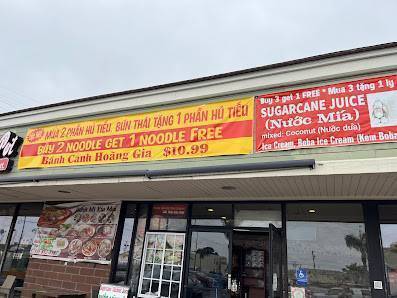 MUA 2 PHẦN HỦ TIẾU BÚN THÁI TẶNG 1 PHẦN HỦ TIẾU
BUY 2 NOODLE GET 1 NOODLE FREE
Bánh Canh Hoàng Gia $10.99
Buy 3 get 1 FREE * Mua 3 tặng 1 ly
SUGARCANE JUICE
(Nước Mía)
mixed: Coconut (Nước dừa)
Ice Cream, Boba Ice Cream (Kem Boba